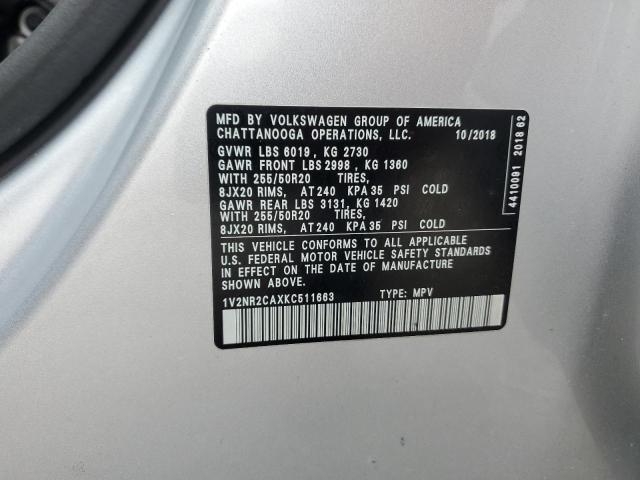 MFD BY VOLKSWAGEN GROUP OF AMERICA
CHATTANOOGA OPERATIONS, LLC. 10/2018
GVWR LBS 6019, KG 2730
GAWR FRONT LBS 2998, KG 1360
WITH 255/50R20 TIRES,
8JX20 RIMS, AT 240 KPA 35 PSI COLD
GAWR REAR LBS 3131, KG 1420
WITH 255/50R20 TIRES,
8JX20 RIMS, AT 240 KPA 35 PSI COLD
THIS VEHICLE CONFORMS TO ALL APPLICABLE
U.S. FEDERAL MOTOR VEHICLE SAFETY STANDARDS
IN EFFECT ON THE DATE OF MANUFACTURE
SHOWN ABOVE.
1V2NR2CAXKC511663 TYPE: MPV
4410091 2018 62